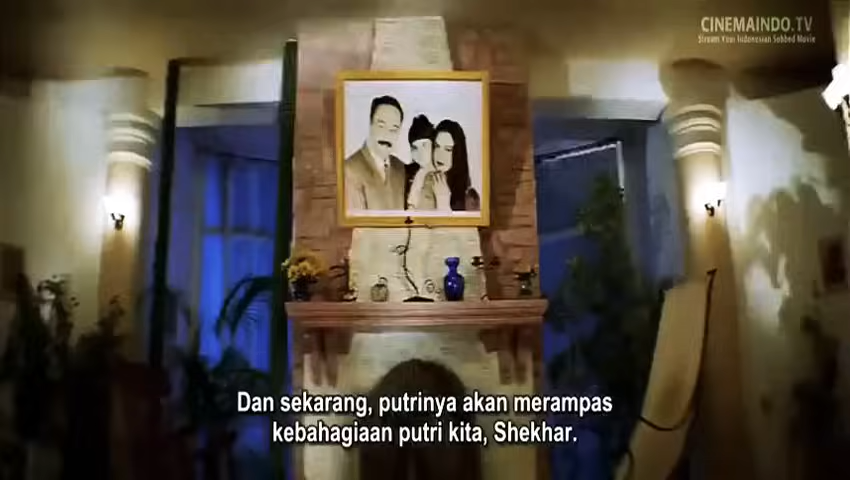 CINEMAINDO.TV
Stream Your Indonesian Subbed Movie
Dan sekarang, putrinya akan merampas
kebahagiaan putri kita, Shekhar.